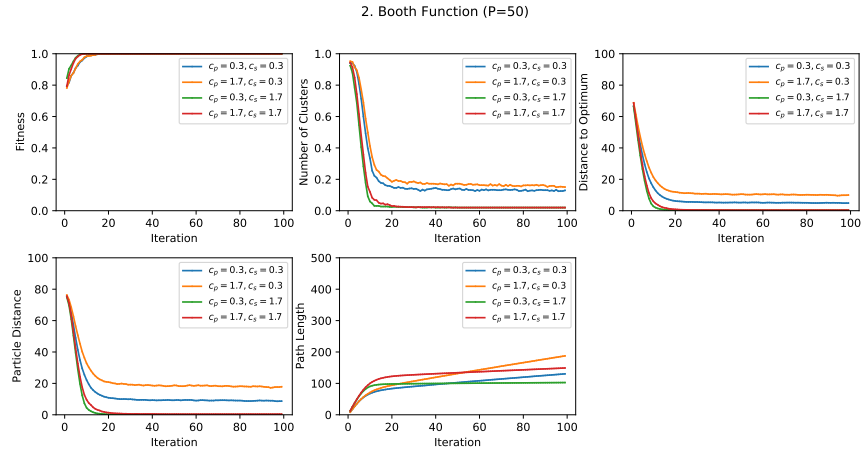 2. Booth Function (P=50)
Fitness
1.0
0.8
0.6
0.4
0.2
0.0
0 20 40 60 80 100
Iteration
c_p = 0.3, c_s = 0.3
c_p = 1.7, c_s = 0.3
c_p = 0.3, c_s = 1.7
c_p = 1.7, c_s = 1.7
Number of Clusters
1.0
0.8
0.6
0.4
0.2
0.0
0 20 40 60 80 100
Iteration
c_p = 0.3, c_s = 0.3
c_p = 1.7, c_s = 0.3
c_p = 0.3, c_s = 1.7
c_p = 1.7, c_s = 1.7
Distance to Optimum
100
80
60
40
20
0
0 20 40 60 80 100
Iteration
c_p = 0.3, c_s = 0.3
c_p = 1.7, c_s = 0.3
c_p = 0.3, c_s = 1.7
c_p = 1.7, c_s = 1.7
Particle Distance
100
80
60
40
20
0
0 20 40 60 80 100
Iteration
c_p = 0.3, c_s = 0.3
c_p = 1.7, c_s = 0.3
c_p = 0.3, c_s = 1.7
c_p = 1.7, c_s = 1.7
Path Length
500
400
300
200
100
0
0 20 40 60 80 100
Iteration
c_p = 0.3, c_s = 0.3
c_p = 1.7, c_s = 0.3
c_p = 0.3, c_s = 1.7
c_p = 1.7, c_s = 1.7